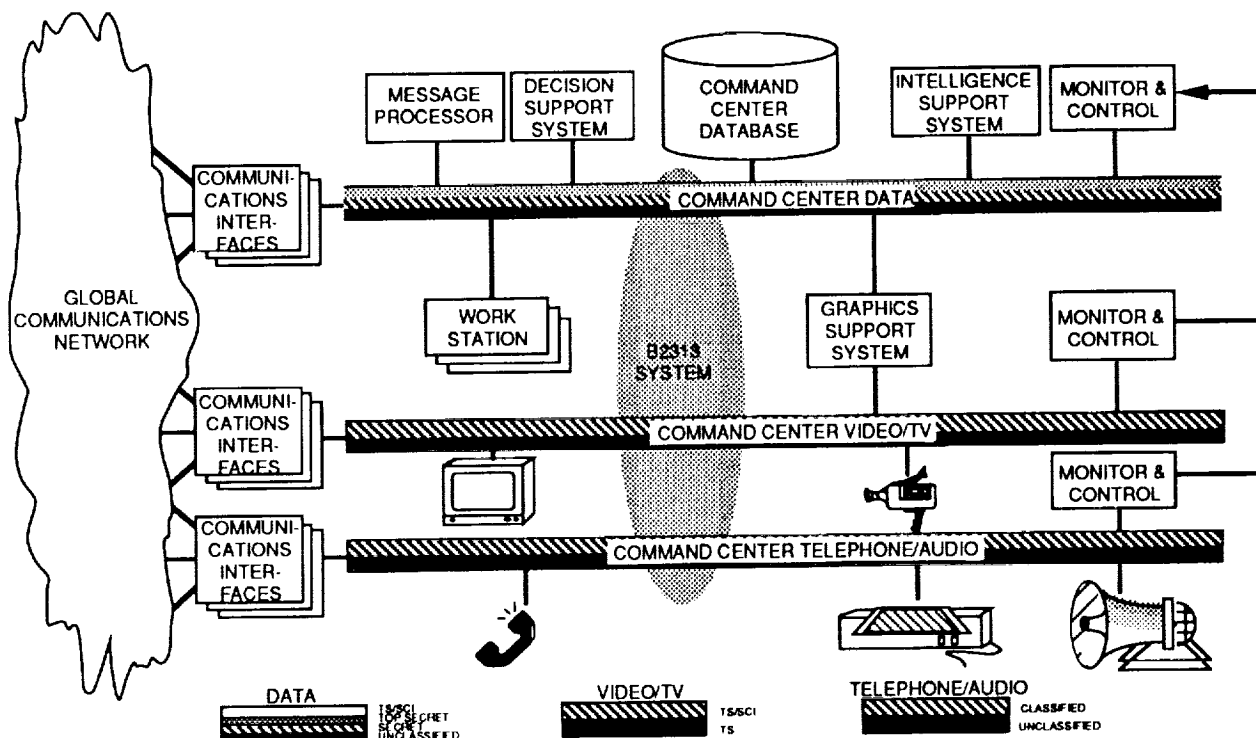 MESSAGE
PROCESSOR
DECISION
SUPPORT
SYSTEM
COMMAND
CENTER
DATABASE
INTELLIGENCE
SUPPORT
SYSTEM
MONITOR &
CONTROL
COMMUNI-
CATIONS
INTER-
FACES
COMMAND CENTER DATA
GLOBAL
COMMUNICATIONS
NETWORK
WORK
STATION
B2313
SYSTEM
GRAPHICS
SUPPORT
SYSTEM
MONITOR &
CONTROL
COMMUNI-
CATIONS
INTER-
FACES
COMMAND CENTER VIDEO/TV
MONITOR &
CONTROL
COMMUNI-
CATIONS
INTER-
FACES
COMMAND CENTER TELEPHONE/AUDIO
DATA
TS/SCI
TOP SECRET
SECRET
UNCLASSIFIED
VIDEO/TV
TS/SCI
TS
TELEPHONE/AUDIO
CLASSIFIED
UNCLASSIFIED